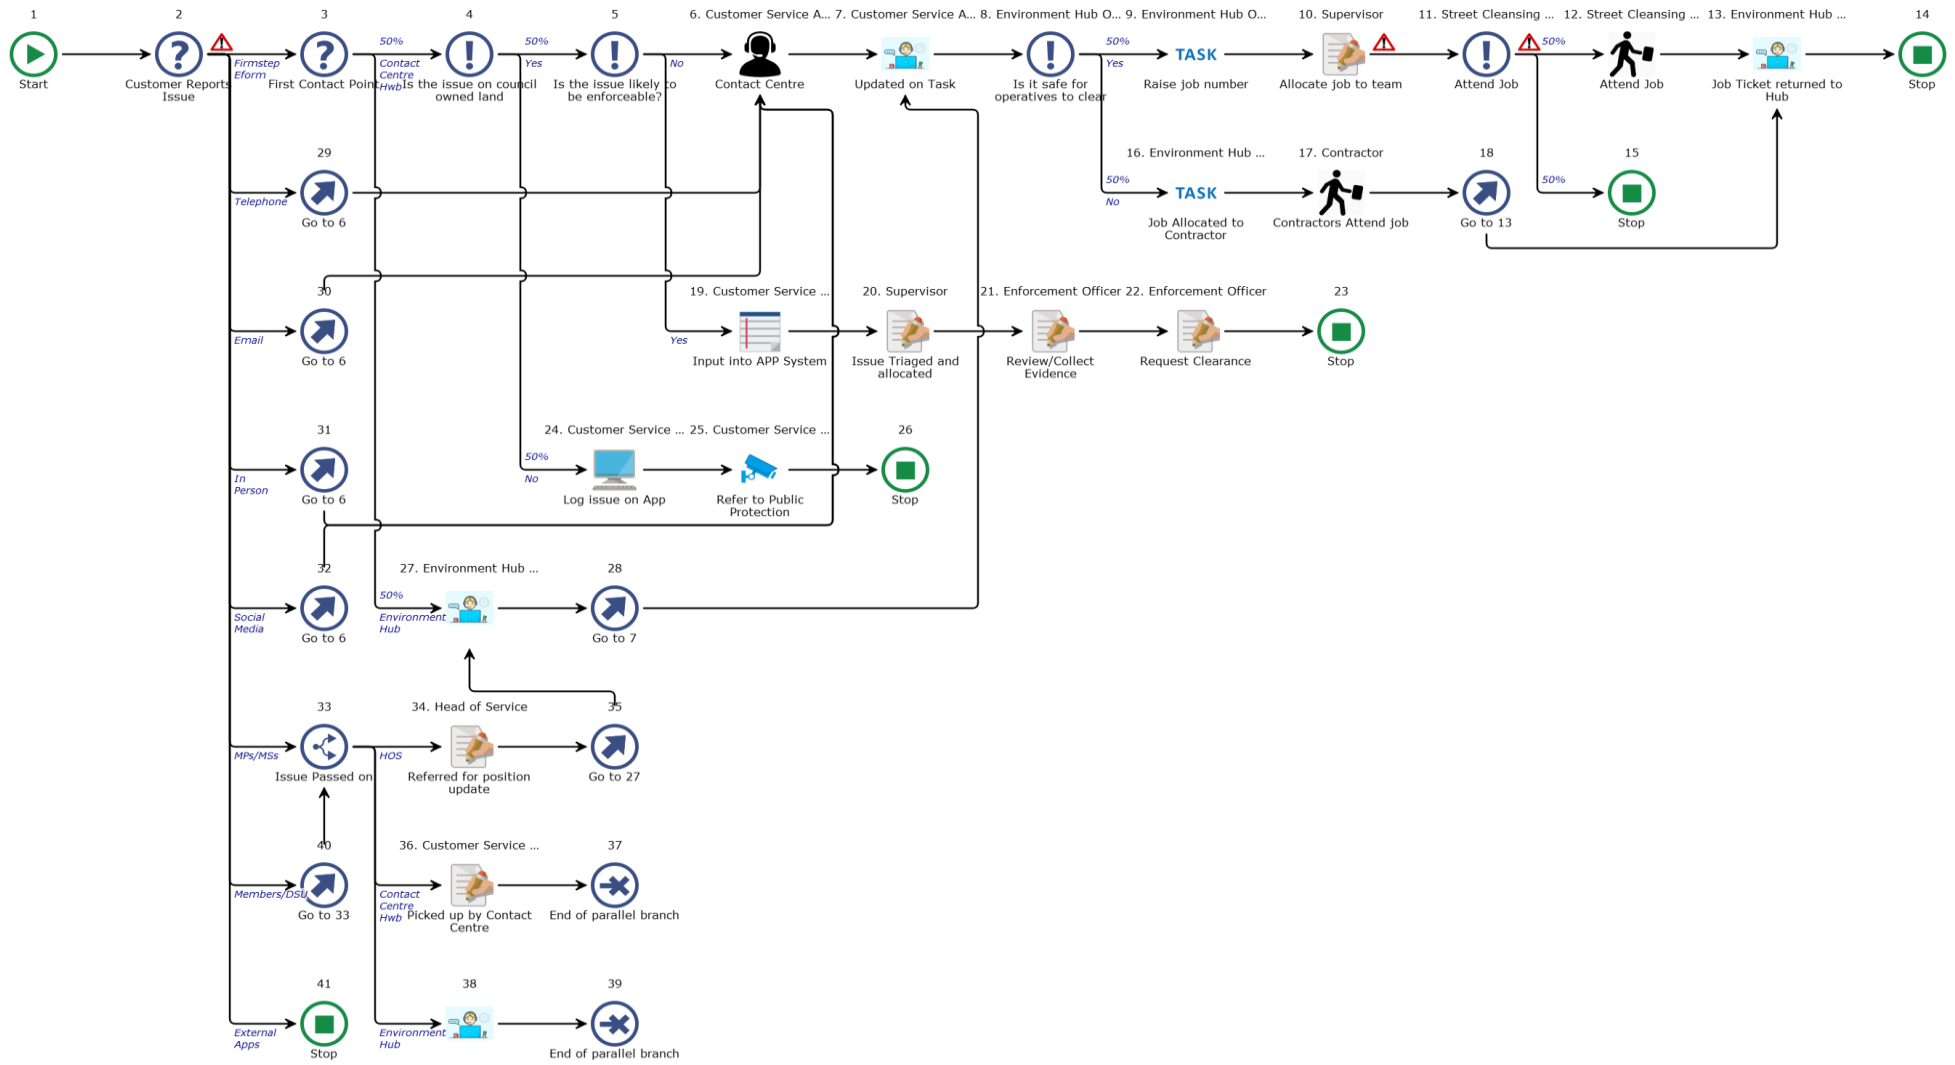 1
2
3
4
5
6. Customer Service A...
7. Customer Service A...
8. Environment Hub O...
9. Environment Hub O...
10. Supervisor
11. Street Cleansing ...
12. Street Cleansing ...
13. Environment Hub ...
14
Start
Customer Reports
Issue
Firmstep
Eform
First Contact Point
50%
Contact
Centre
Hwb
Is the issue on council
owned land
50%
Yes
Is the issue likely to
be enforceable?
No
Contact Centre
Updated on Task
Is it safe for
operatives to clear
50%
Yes
TASK
Raise job number
Allocate job to team
Attend Job
50%
Attend Job
Job Ticket returned to
Hub
Stop
29
Telephone
Go to 6
16. Environment Hub ...
17. Contractor
18
15
50%
No
TASK
Job Allocated to
Contractor
Contractors Attend job
Go to 13
50%
Stop
30
Email
Go to 6
19. Customer Service ...
20. Supervisor
21. Enforcement Officer
22. Enforcement Officer
23
Yes
Input into APP System
Issue Triaged and
allocated
Review/Collect
Evidence
Request Clearance
Stop
31
In
Person
Go to 6
24. Customer Service ...
25. Customer Service ...
26
50%
No
Log issue on App
Refer to Public
Protection
Stop
32
Social
Media
Go to 6
27. Environment Hub ...
28
50%
Environment
Hub
Go to 7
33
34. Head of Service
35
MPs/MSs
Issue Passed on
HOS
Referred for position
update
Go to 27
40
36. Customer Service ...
37
Members/DSU
Go to 33
Contact
Centre
Hwb
Picked up by Contact
Centre
End of parallel branch
41
38
39
External
Apps
Stop
Environment
Hub
End of parallel branch